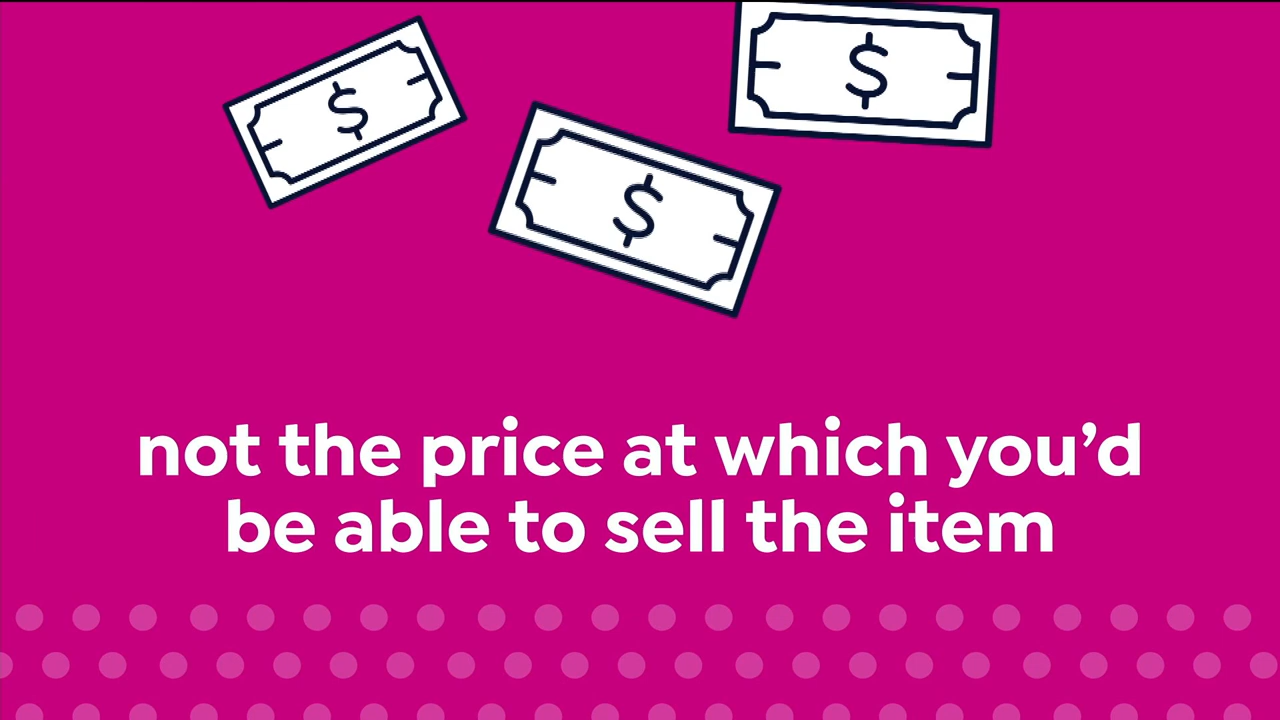 $
$
$
not the price at which you’d
be able to sell the item